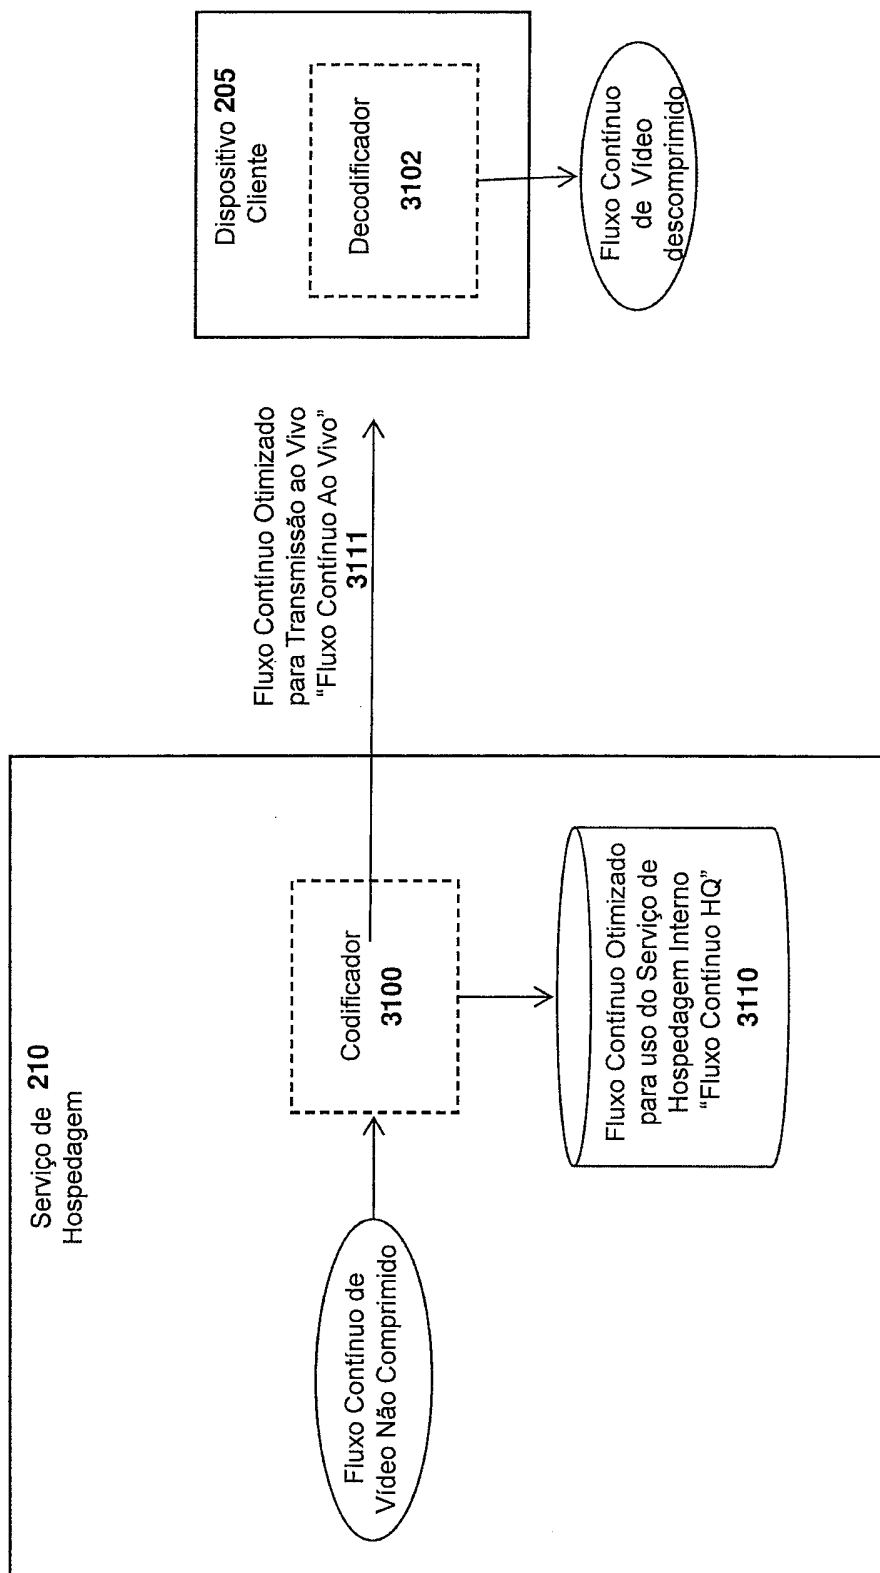 Serviço de 210
Hospedagem
Fluxo Contínuo de
Vídeo Não Comprimido
Codificador
3100
Fluxo Contínuo Otimizado
para uso do Serviço de
Hospedagem Interno
“Fluxo Contínuo HQ”
3110
Fluxo Contínuo Otimizado
para Transmissão ao Vivo
“Fluxo Contínuo Ao Vivo”
3111
Dispositivo 205
Cliente
Decodificador
3102
Fluxo Contínuo
de Vídeo
descomprimido